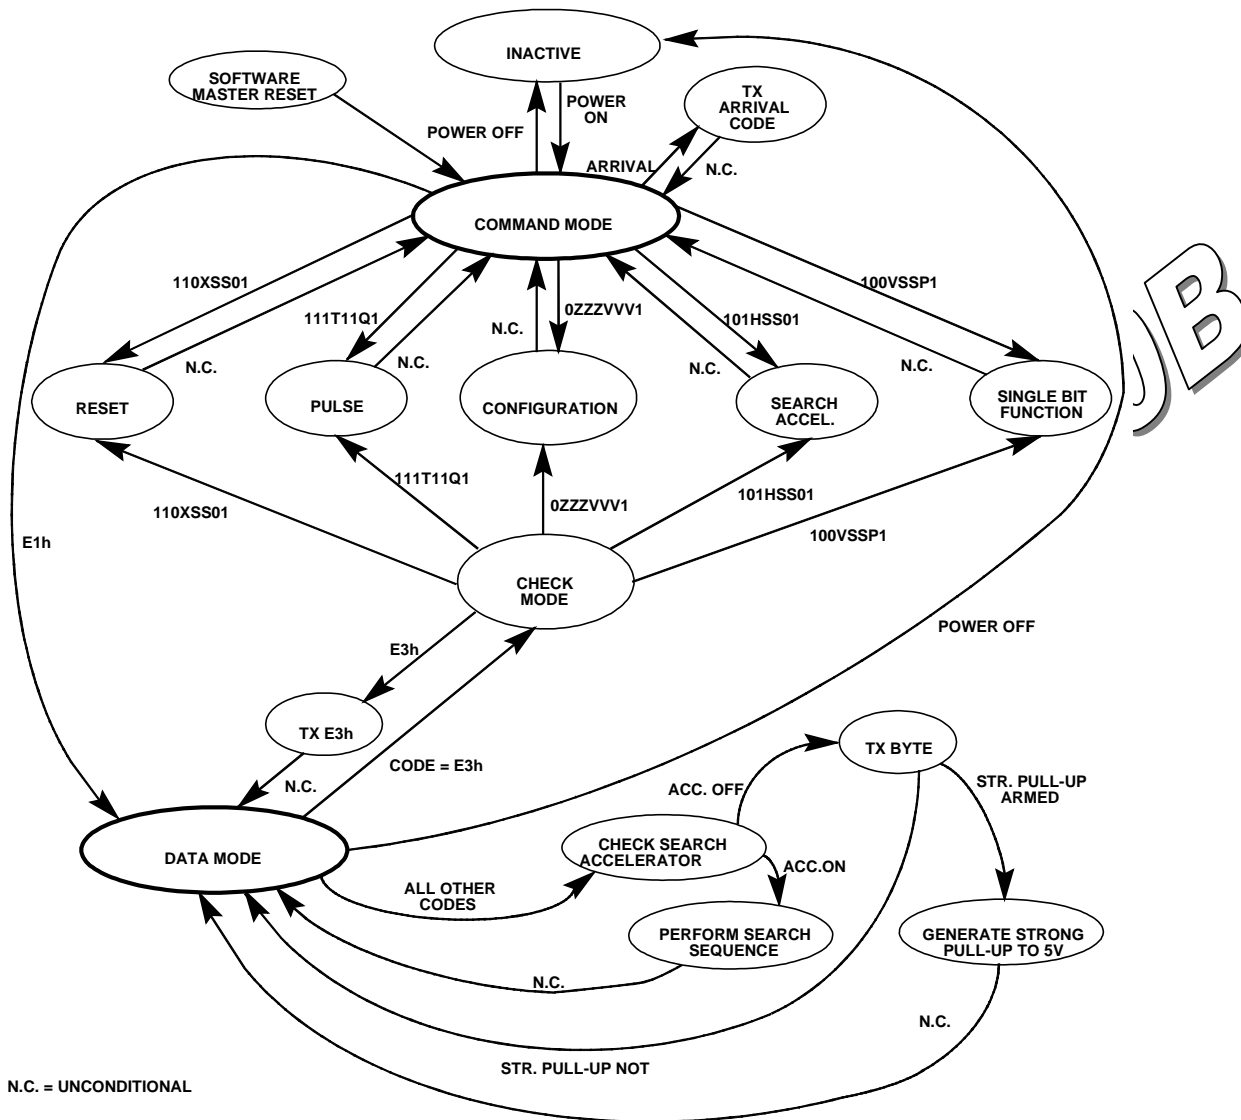 INACTIVE
SOFTWARE
MASTER RESET
TX
ARRIVAL
CODE
POWER
ON
POWER OFF
ARRIVAL
N.C.
COMMAND MODE
110XSS01
111T11Q1
N.C.
0ZZZVVV1
101HSS01
100VSSP1
N.C.
N.C.
N.C.
N.C.
RESET
PULSE
CONFIGURATION
SEARCH
ACCEL.
SINGLE BIT
FUNCTION
UB
110XSS01
111T11Q1
0ZZZVVV1
101HSS01
100VSSP1
E1h
CHECK
MODE
E3h
POWER OFF
TX E3h
CODE = E3h
N.C.
TX BYTE
ACC. OFF
STR. PULL-UP
ARMED
DATA MODE
CHECK SEARCH
ACCELERATOR
ACC.ON
ALL OTHER
CODES
PERFORM SEARCH
SEQUENCE
GENERATE STRONG
PULL-UP TO 5V
N.C.
N.C.
STR. PULL-UP NOT
N.C. = UNCONDITIONAL